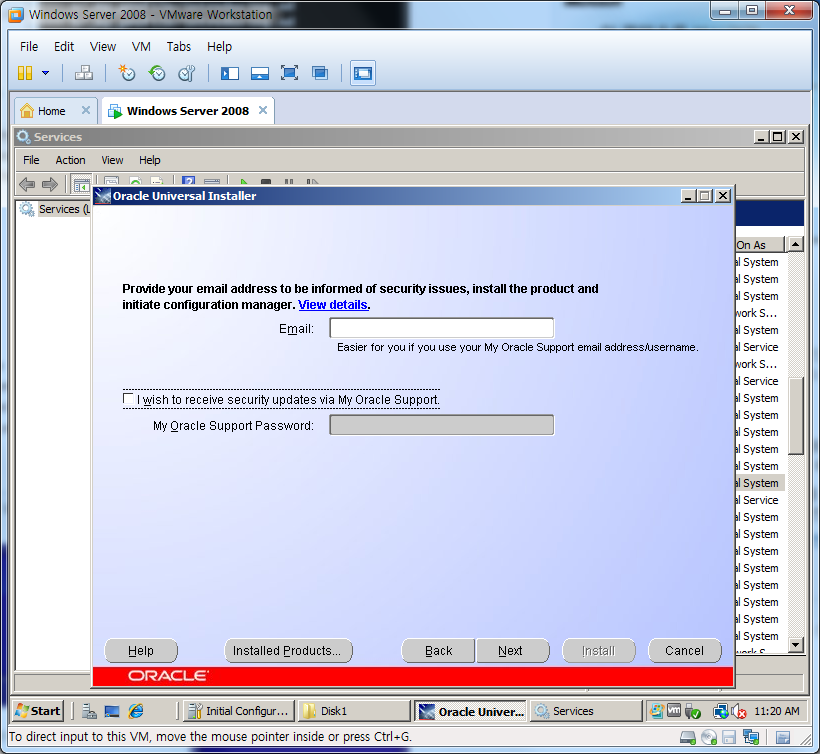 Windows Server 2008 - VMware Workstation
File Edit View VM Tabs Help
Home Windows Server 2008
Services
File Action View Help
Oracle Universal Installer
Services (L
On As
al System
al System
al System
work S...
al System
al Service
work S...
al Service
al System
al System
al System
al System
al System
al System
al Service
al System
al System
al System
al System
al System
al System
al System
al System
Provide your email address to be informed of security issues, install the product and
initiate configuration manager. View details.
Email:
Easier for you if you use your My Oracle Support email address/username.
I wish to receive security updates via My Oracle Support.
My Oracle Support Password:
Help Installed Products... Back Next Install Cancel
ORACLE
Start Initial Configur... Disk1 Oracle Univer... Services 11:20 AM
To direct input to this VM, move the mouse pointer inside or press Ctrl+G.